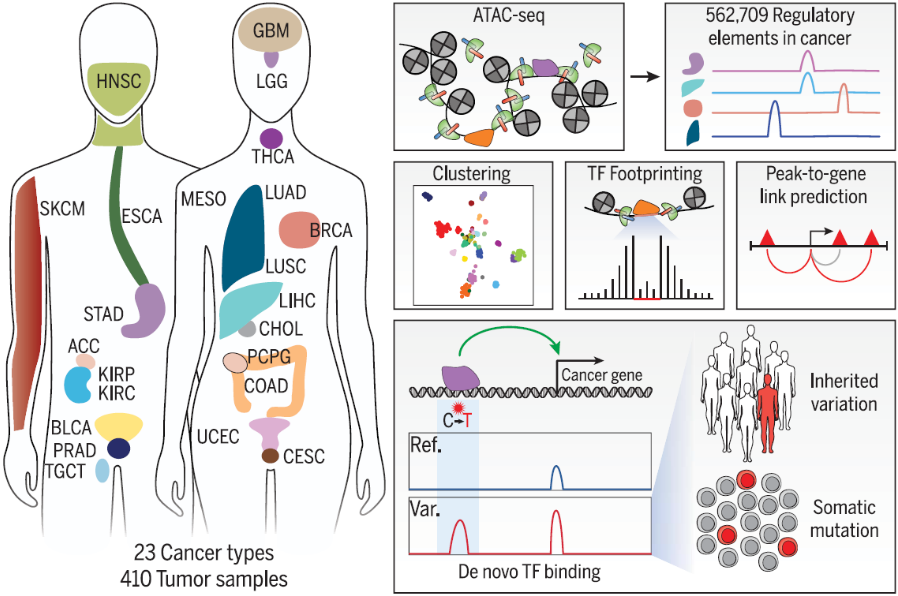 HNSC
SKCM
ESCA
STAD
ACC
KIRP
KIRC
BLCA
PRAD
TGCT
GBM
LGG
THCA
MESO
LUAD
BRCA
LUSC
LIHC
CHOL
PCPG
COAD
UCEC
CESC
23 Cancer types
410 Tumor samples
ATAC-seq
562,709 Regulatory
elements in cancer
Clustering
TF Footprinting
Peak-to-gene
link prediction
Cancer gene
C→T
Ref.
Var.
De novo TF binding
Inherited
variation
Somatic
mutation